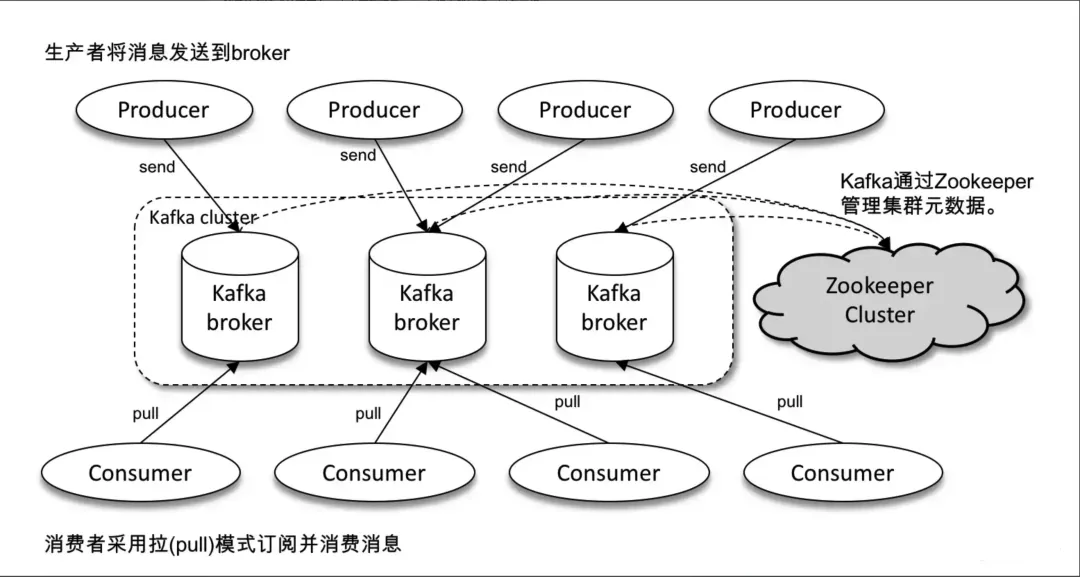 生产者将消息发送到broker
Producer
Producer
Producer
Producer
send
send
send
send
Kafka通过Zookeeper
管理集群元数据。
Kafka cluster
Kafka
broker
Kafka
broker
Kafka
broker
Zookeeper
Cluster
pull
pull
pull
pull
Consumer
Consumer
Consumer
Consumer
消费者采用拉(pull)模式订阅并消费消息